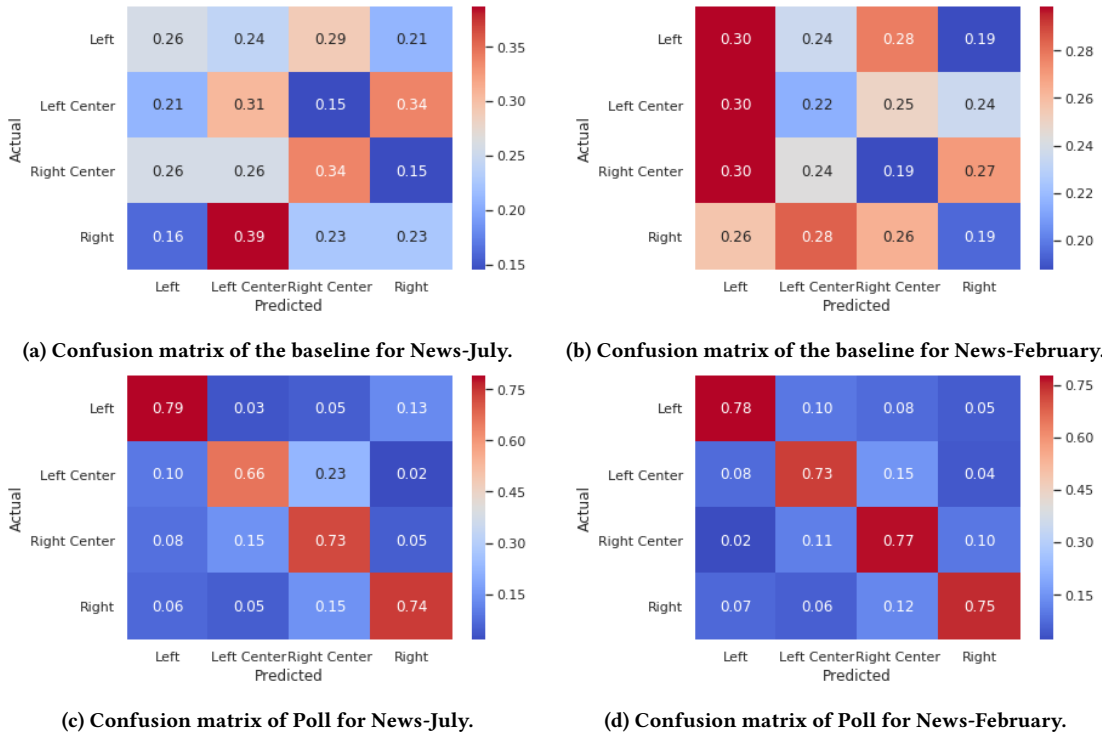 Left 0.26 0.24 0.29 0.21
Left Center 0.21 0.31 0.15 0.34
Right Center 0.26 0.26 0.34 0.15
Right 0.16 0.39 0.23 0.23
Left Left Center Right Center Right
Predicted
Actual
0.35
0.30
0.25
0.20
0.15
(a) Confusion matrix of the baseline for News-July.
Left 0.30 0.24 0.28 0.19
Left Center 0.30 0.22 0.25 0.24
Right Center 0.30 0.24 0.19 0.27
Right 0.26 0.28 0.26 0.19
Left Left Center Right Center Right
Predicted
Actual
0.28
0.26
0.24
0.22
0.20
(b) Confusion matrix of the baseline for News-February.
Left 0.79 0.03 0.05 0.13
Left Center 0.10 0.66 0.23 0.02
Right Center 0.08 0.15 0.73 0.05
Right 0.06 0.05 0.15 0.74
Left Left Center Right Center Right
Predicted
Actual
0.75
0.60
0.45
0.30
0.15
(c) Confusion matrix of Poll for News-July.
Left 0.78 0.10 0.08 0.05
Left Center 0.08 0.73 0.15 0.04
Right Center 0.02 0.11 0.77 0.10
Right 0.07 0.06 0.12 0.75
Left Left Center Right Center Right
Predicted
Actual
0.75
0.60
0.45
0.30
0.15
(d) Confusion matrix of Poll for News-February.